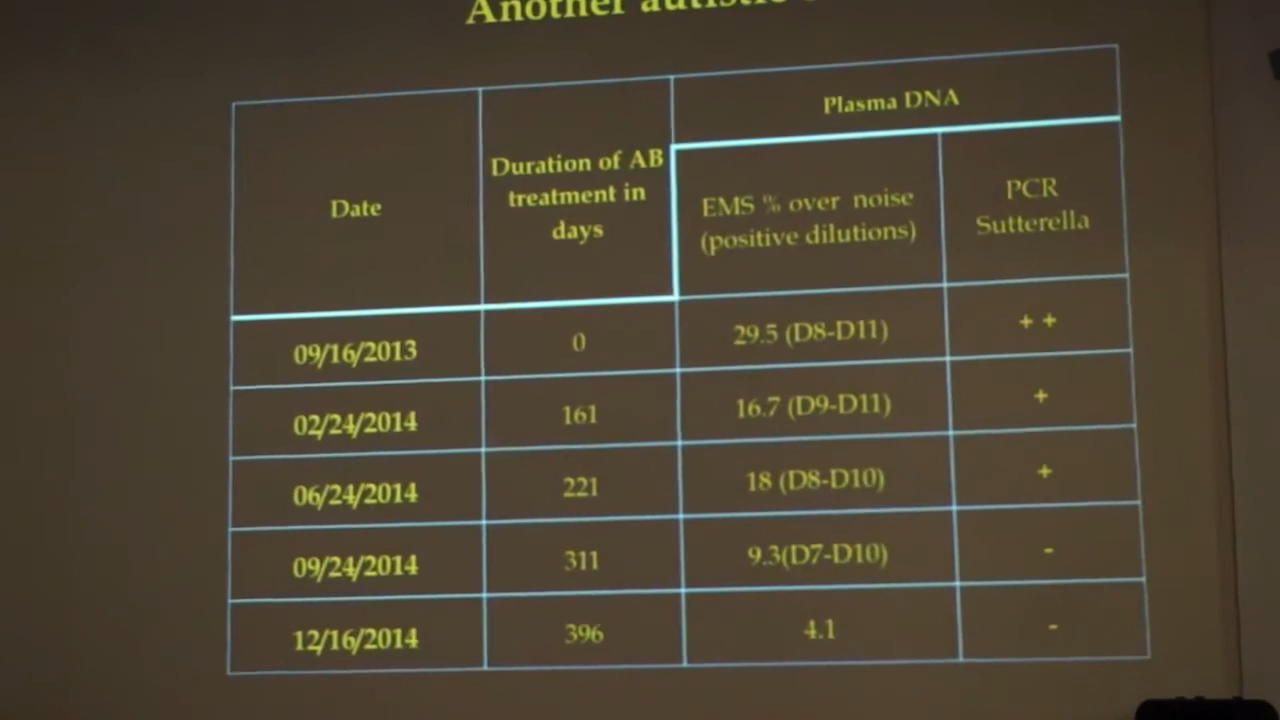 Another autistic
Plasma DNA
Date
Duration of AB
treatment in
days
EMS % over noise
(positive dilutions)
PCR
Sutterella
09/16/2013 0 29.5 (D8-D11) + +
02/24/2014 161 16.7 (D9-D11) +
06/24/2014 221 18 (D8-D10) +
09/24/2014 311 9.3(D7-D10) -
12/16/2014 396 4.1 -